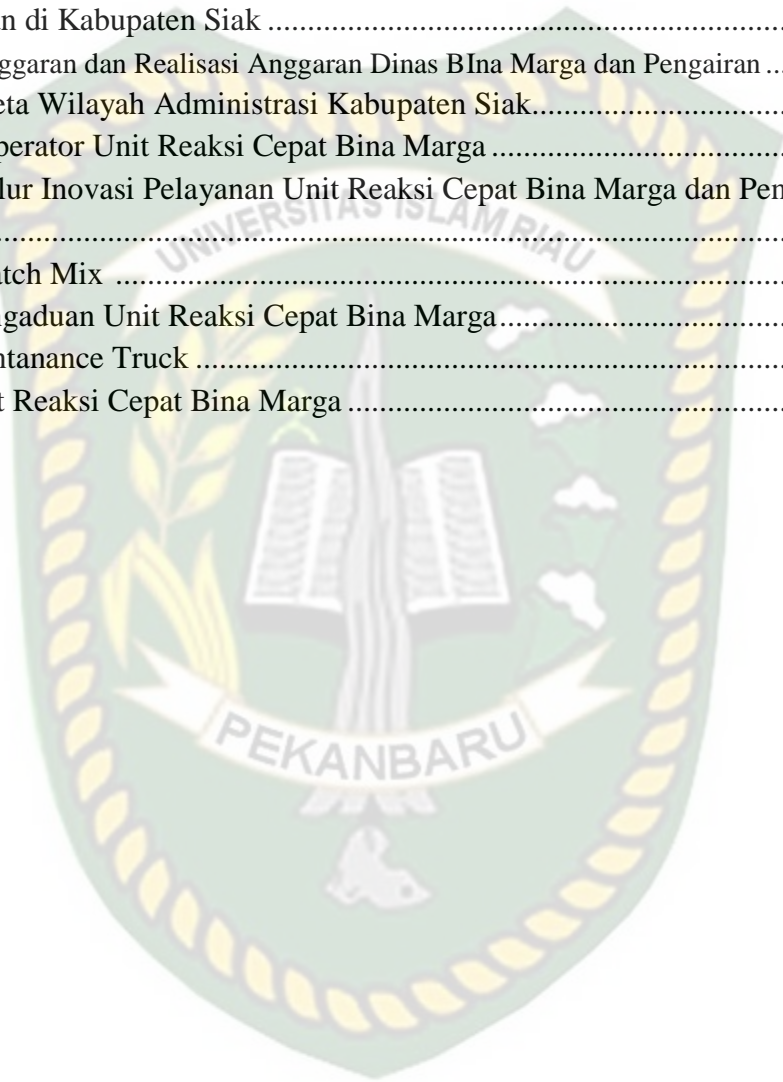 n di Kabupaten Siak ........................................................................
ggaran dan Realisasi Anggaran Dinas BIna Marga dan Pengairan ...
eta Wilayah Administrasi Kabupaten Siak...................................
perator Unit Reaksi Cepat Bina Marga ........................................
lur Inovasi Pelayanan Unit Reaksi Cepat Bina Marga dan Pen
................................................................................................
atch Mix ...................................................................................
ngaduan Unit Reaksi Cepat Bina Marga.......................................
ntanance Truck .........................................................................
t Reaksi Cepat Bina Marga .........................................................
UNIVERSITAS ISLAM RIAU
PEKANBARU